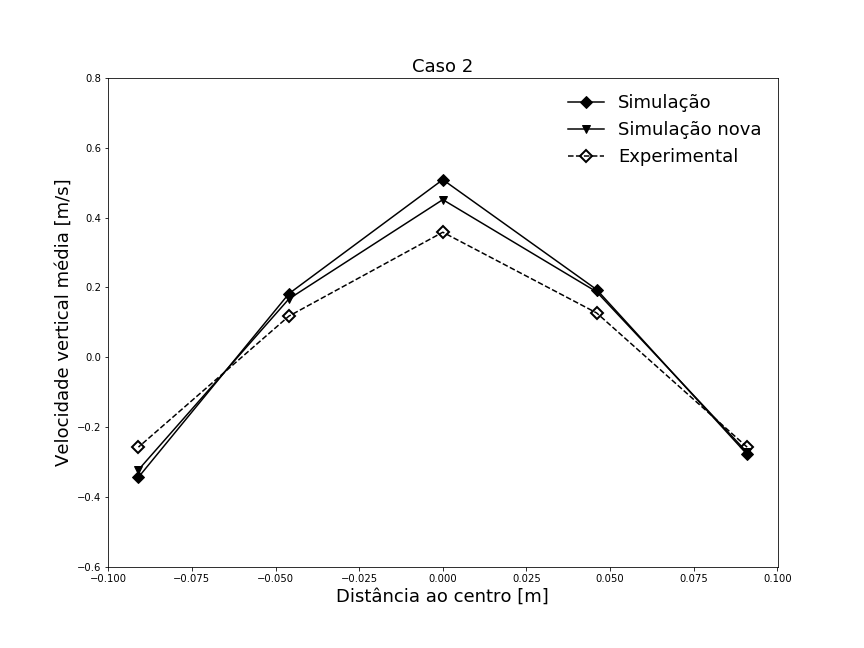 Caso 2
Simulação
Simulação nova
Experimental
Velocidade vertical média [m/s]
0.8
0.6
0.4
0.2
0.0
−0.2
−0.4
−0.6
−0.100 −0.075 −0.050 −0.025 0.000 0.025 0.050 0.075 0.100
Distância ao centro [m]